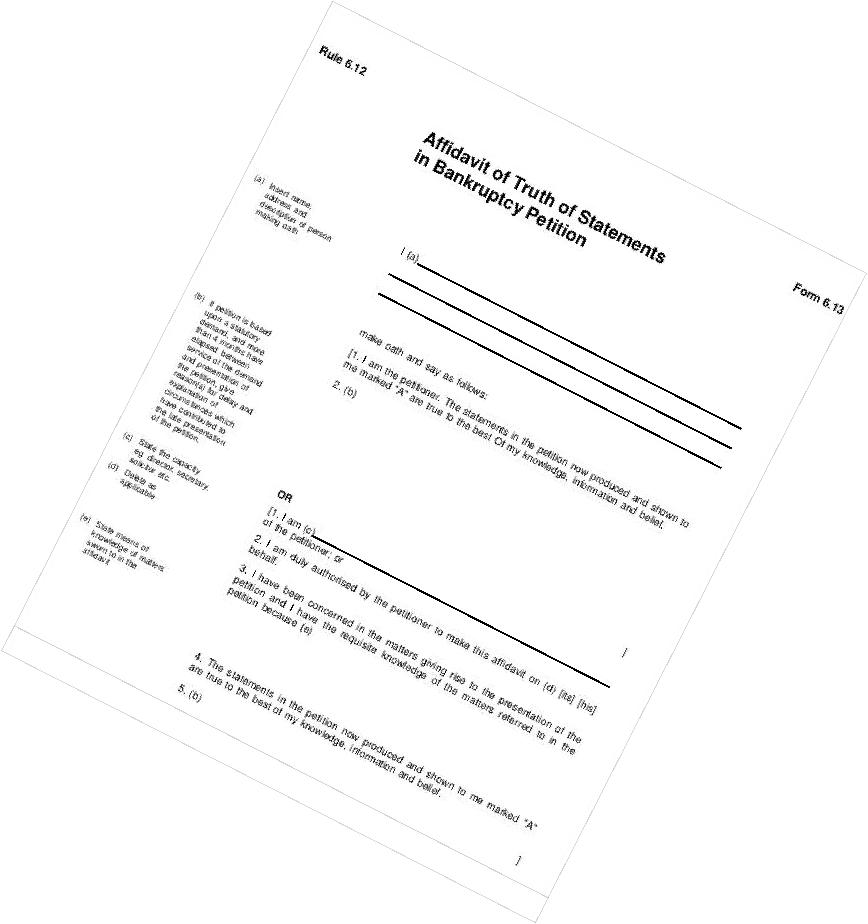 Rule 6.12
Form 6.13
Affidavit of Truth of Statements
in Bankruptcy Petition
(a) Insert name,
address and
description of person
making oath
I (a)
make oath and say as follows:
[1. I am the petitioner. The statements in the petition now produced and shown to
me marked "A" are true to the best Of my knowledge, information and belief.
(b) If petition is based
upon a statutory
demand, and more
than 4 months have
elapsed between
service of the demand
and presentation of
the petition, give
reason(s) for delay and
explanation of
circumstances which
have contributed to
the late presentation
of the petition.
2. (b)
]
OR
(c) State the capacity
eg director, secretary,
solicitor etc.
[1. I am (c)
of the petitioner; or
(d) Delete as
applicable
2. I am duly authorised by the petitioner to make this affidavit on (d) [its] [his]
behalf.
(e) State means of
knowledge of matters
sworn to in the
affidavit
3. I have been concerned in the matters giving rise to the presentation of the
petition and I have the requisite knowledge of the matters referred to in the
petition because (e)
4. The statements in the petition now produced and shown to me marked "A"
are true to the best of my knowledge, information and belief.
5. (b)
]